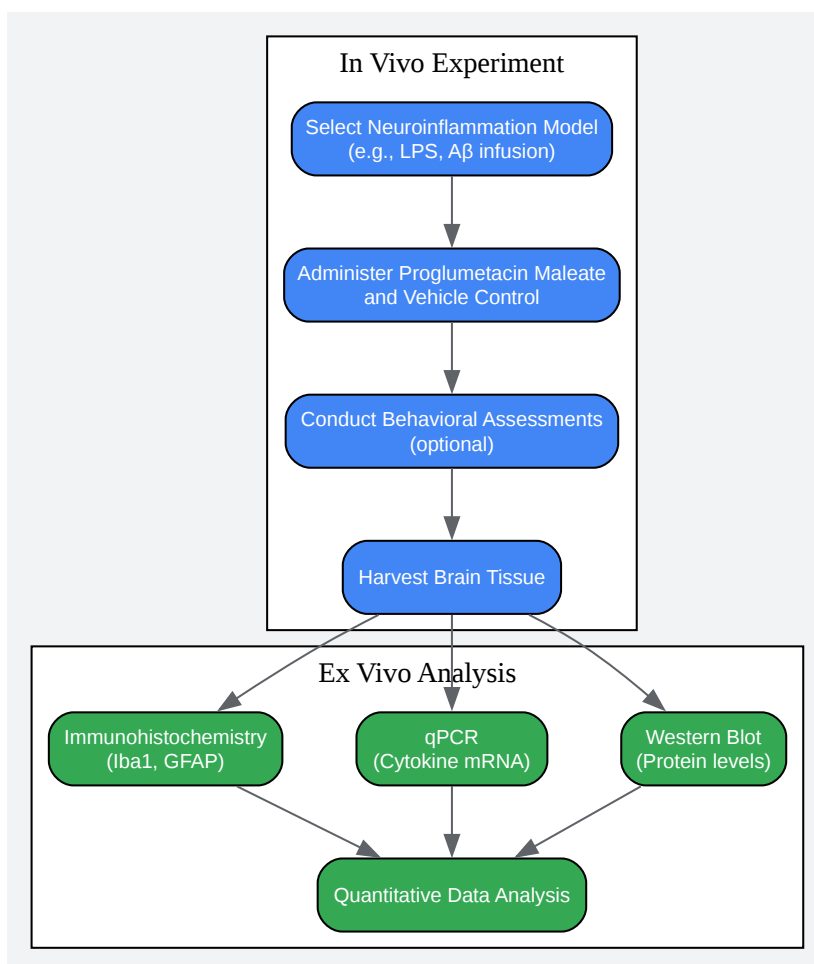 In Vivo Experiment
Select Neuroinflammation Model
(e.g., LPS, Aβ infusion)
Administer Proglumetacin Maleate
and Vehicle Control
Conduct Behavioral Assessments
(optional)
Harvest Brain Tissue
Ex Vivo Analysis
Immunohistochemistry
(Iba1, GFAP)
qPCR
(Cytokine mRNA)
Western Blot
(Protein levels)
Quantitative Data Analysis